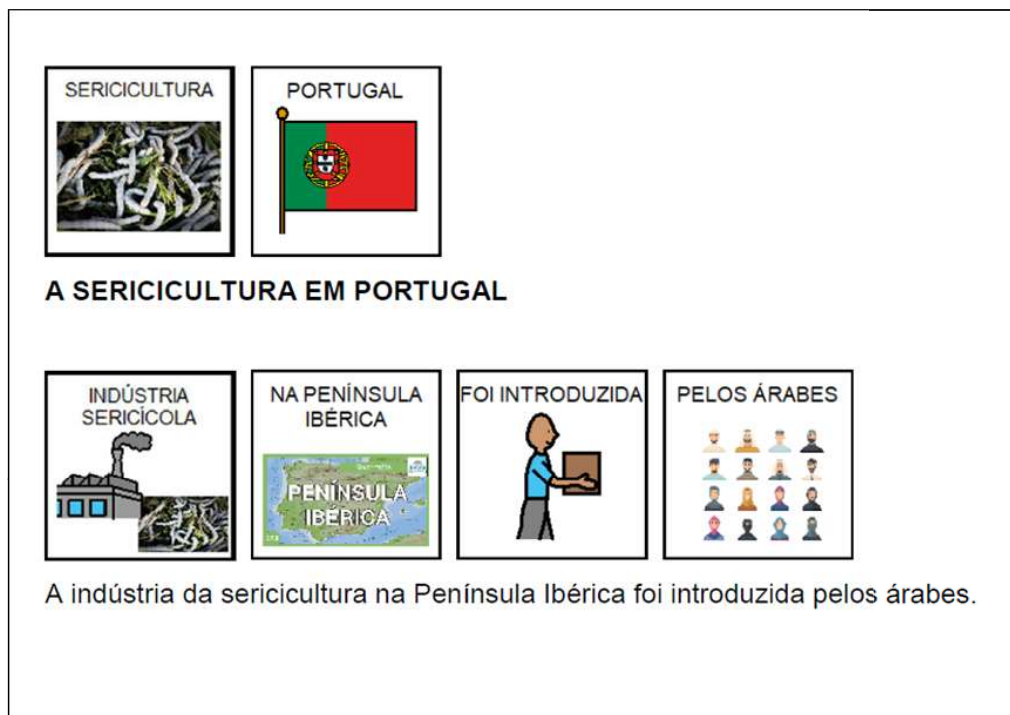 SERICICULTURA
PORTUGAL
A SERICICULTURA EM PORTUGAL
INDÚSTRIA
SERICÍCOLA
NA PENÍNSULA
IBÉRICA
PENÍNSULA
IBÉRICA
FOI INTRODUZIDA
PELOS ÁRABES
A indústria da sericicultura na Península Ibérica foi introduzida pelos árabes.